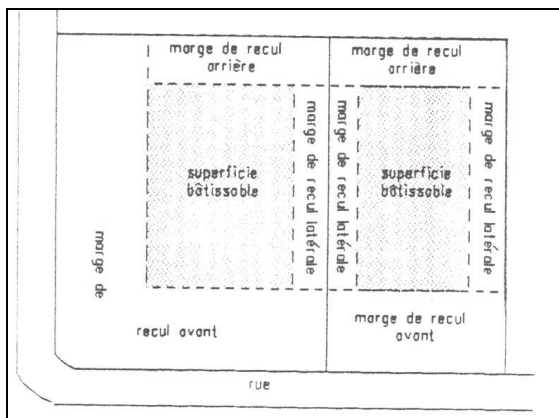 marge de recul
arrière
marge de recul
arrière
superficie
bâtissable
marge de recul latérale
marge de recul latérale
superficie
bâtissable
marge de recul latérale
marge de
recul avant
marge de recul
avant
rue